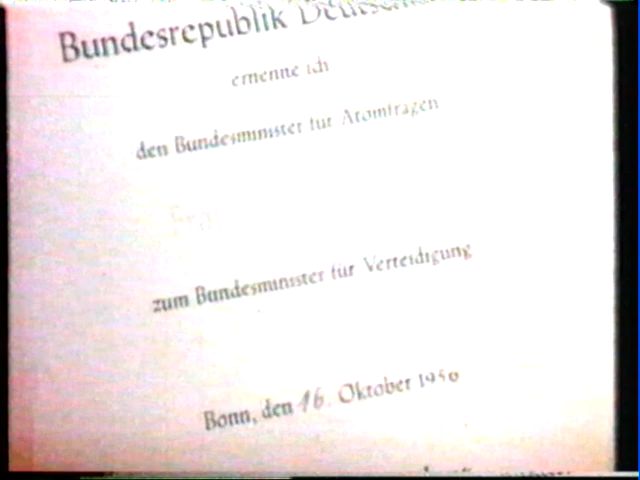 Bundesrepublik
ernenne ich
den Bundesminister für Atomfragen
zum Bundesminister für Verteidigung
Bonn, den 16. Oktober 1956